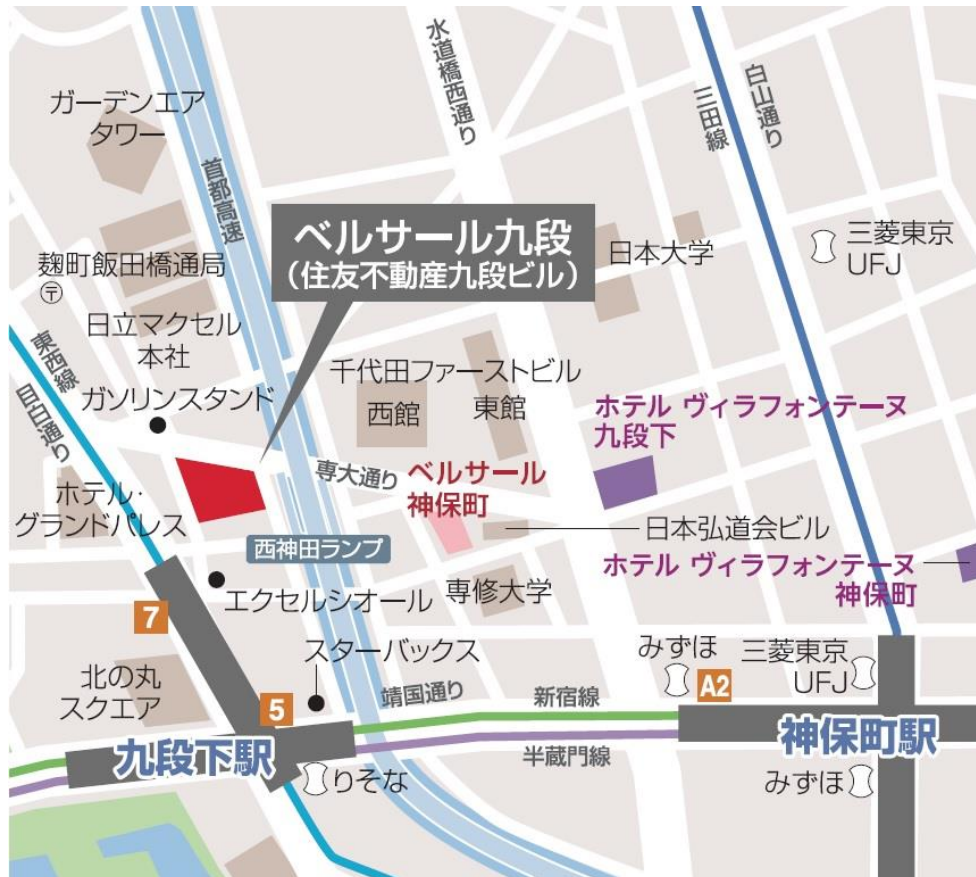 水道橋西通り
白山通り
三田線
ガーデンエア
タワー
首都高速
ベルサール九段
（住友不動産九段ビル）
日本大学
三菱東京
UFJ
麹町飯田橋通局
〒
日立マクセル
本社
東西線
目白通り
ガソリンスタンド
千代田ファーストビル
西館
東館
ホテル ヴィラフォンテーヌ
九段下
専大通り
ベルサール
神保町
ホテル・
グランドパレス
西神田ランプ
日本弘道会ビル
ホテル ヴィラフォンテーヌ
神保町
エクセルシオール
専修大学
7
スターバックス
みずほ
A2
三菱東京
UFJ
北の丸
スクエア
5
靖国通り
新宿線
九段下駅
半蔵門線
神保町駅
りそな
みずほ